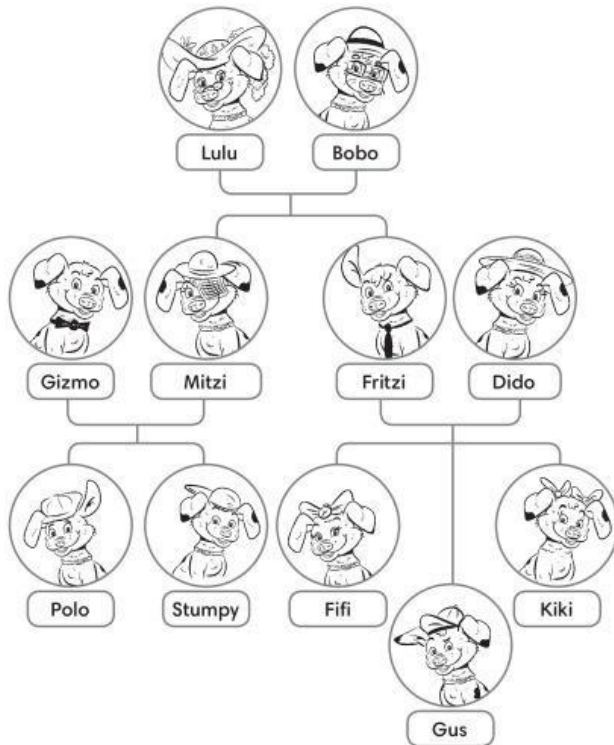 Lulu
Bobo
Gizmo
Mitzi
Fritzi
Dido
Polo
Stumpy
Fifi
Kiki
Gus